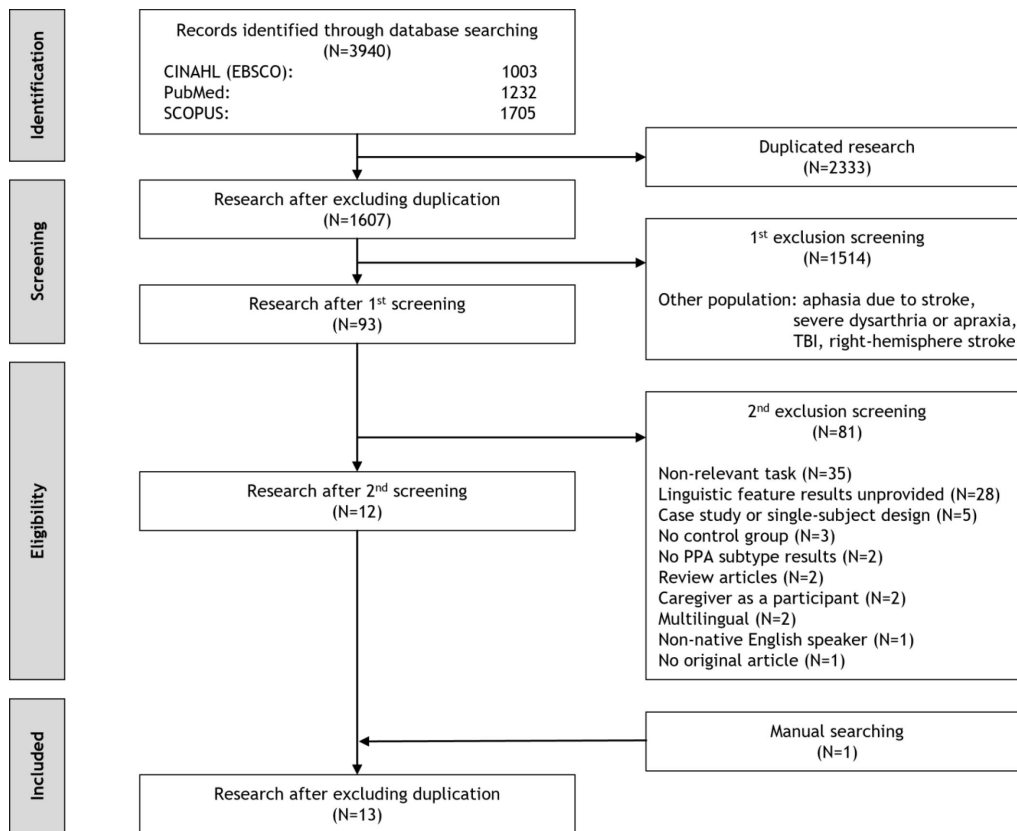 Identification
Records identified through database searching
(N=3940)
CINAHL (EBSCO): 1003
PubMed: 1232
SCOPUS: 1705
Duplicated research
(N=2333)
Screening
Research after excluding duplication
(N=1607)
1st exclusion screening
(N=1514)
Other population: aphasia due to stroke,
severe dysarthria or apraxia,
TBI, right-hemisphere stroke
Research after 1st screening
(N=93)
Eligibility
2nd exclusion screening
(N=81)
Non-relevant task (N=35)
Linguistic feature results unprovided (N=28)
Case study or single-subject design (N=5)
No control group (N=3)
No PPA subtype results (N=2)
Review articles (N=2)
Caregiver as a participant (N=2)
Multilingual (N=2)
Non-native English speaker (N=1)
No original article (N=1)
Research after 2nd screening
(N=12)
Included
Manual searching
(N=1)
Research after excluding duplication
(N=13)